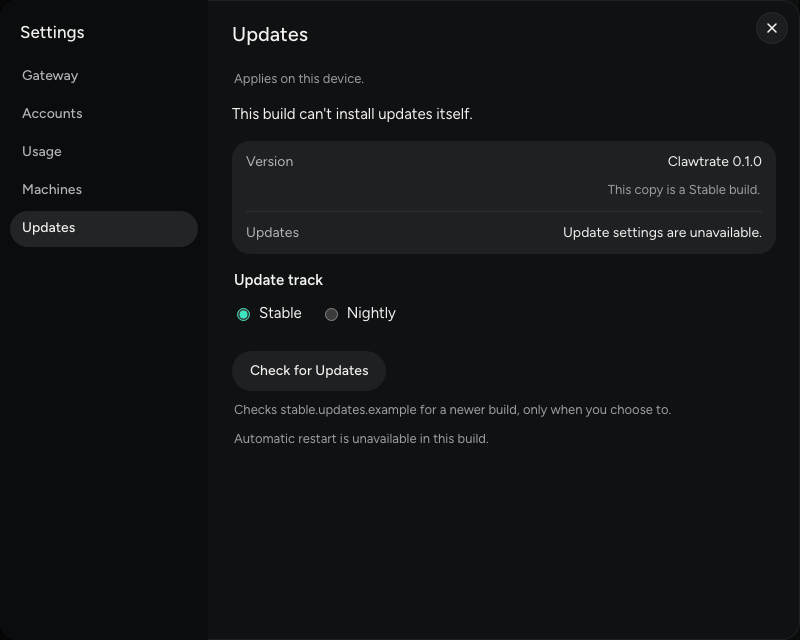 Settings
Gateway
Accounts
Usage
Machines
Updates
Updates
Applies on this device.
This build can't install updates itself.
Version
Clawtrate 0.1.0
This copy is a Stable build.
Updates
Update settings are unavailable.
Update track
Stable
Nightly
Check for Updates
Checks stable.updates.example for a newer build, only when you choose to.
Automatic restart is unavailable in this build.